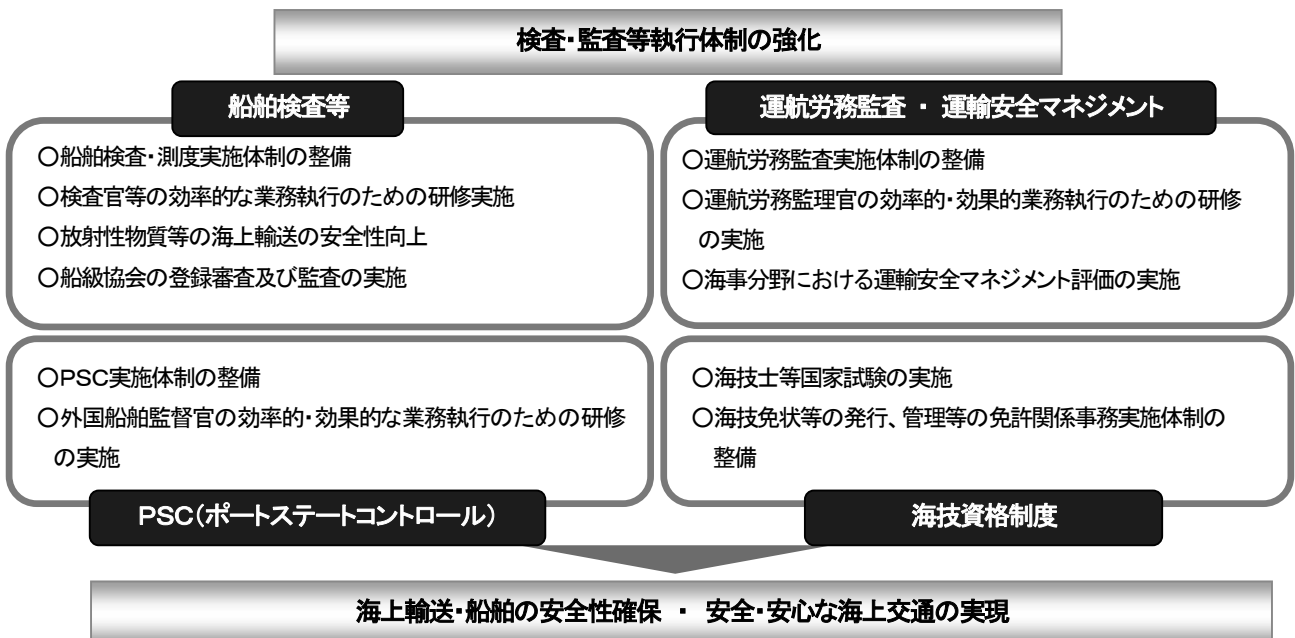 検査・監査等執行体制の強化
船舶検査等
○船舶検査・測度実施体制の整備
○検査官等の効率的な業務執行のための研修実施
○放射性物質等の海上輸送の安全性向上
○船級協会の登録審査及び監査の実施
運航労務監査 ・ 運輸安全マネジメント
○運航労務監査実施体制の整備
○運航労務監理官の効率的・効果的業務執行のための研修
の実施
○海事分野における運輸安全マネジメント評価の実施
○PSC実施体制の整備
○外国船舶監督官の効率的・効果的な業務執行のための研修
の実施
PSC(ポートステートコントロール)
○海技士等国家試験の実施
○海技免状等の発行、管理等の免許関係事務実施体制の
整備
海技資格制度
海上輸送・船舶の安全性確保 ・ 安全・安心な海上交通の実現